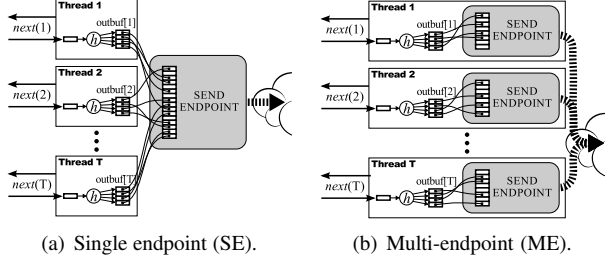 Thread 1
outbuf[1]
next(1)
h
Thread 2
outbuf[2]
next(2)
h
SEND
ENDPOINT
Thread T
outbuf[T]
next(T)
h
(a) Single endpoint (SE).
Thread 1
outbuf[1]
next(1)
h
SEND
ENDPOINT
Thread 2
outbuf[2]
next(2)
h
SEND
ENDPOINT
Thread T
outbuf[T]
next(T)
h
SEND
ENDPOINT
(b) Multi-endpoint (ME).